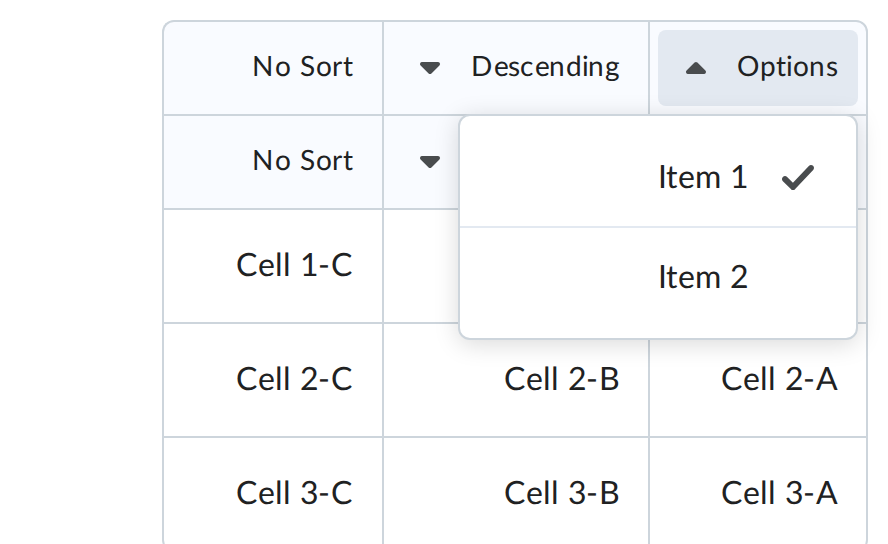 No Sort Descending Options
No Sort
Item 1
Cell 1-C
Item 2
Cell 2-C Cell 2-B Cell 2-A
Cell 3-C Cell 3-B Cell 3-A